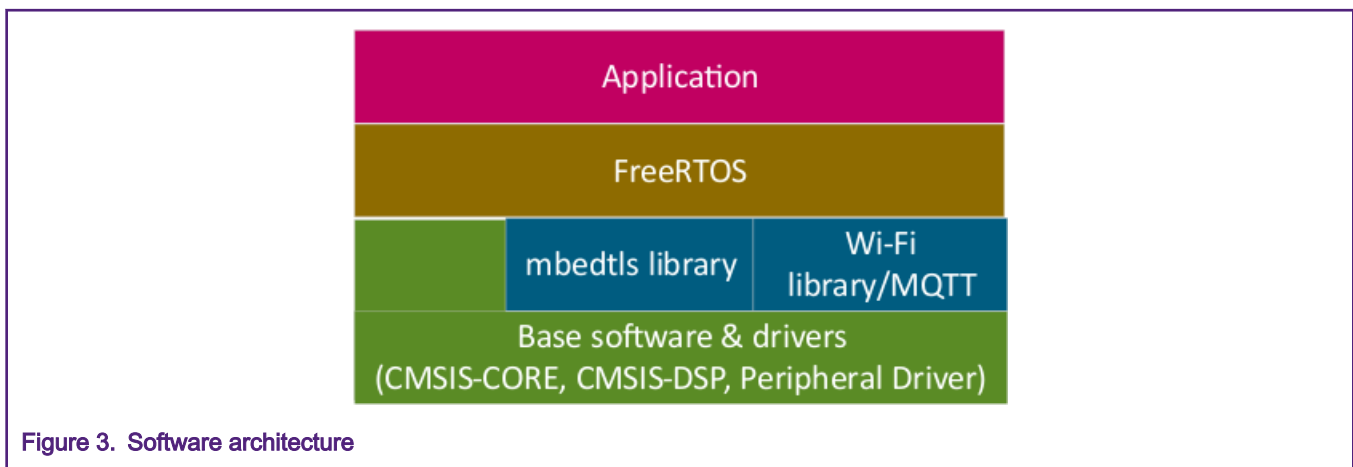 Application
FreeRTOS
mbedtls library
Wi-Fi
library/MQTT
Base software & drivers
(CMSIS-CORE, CMSIS-DSP, Peripheral Driver)
Figure 3. Software architecture